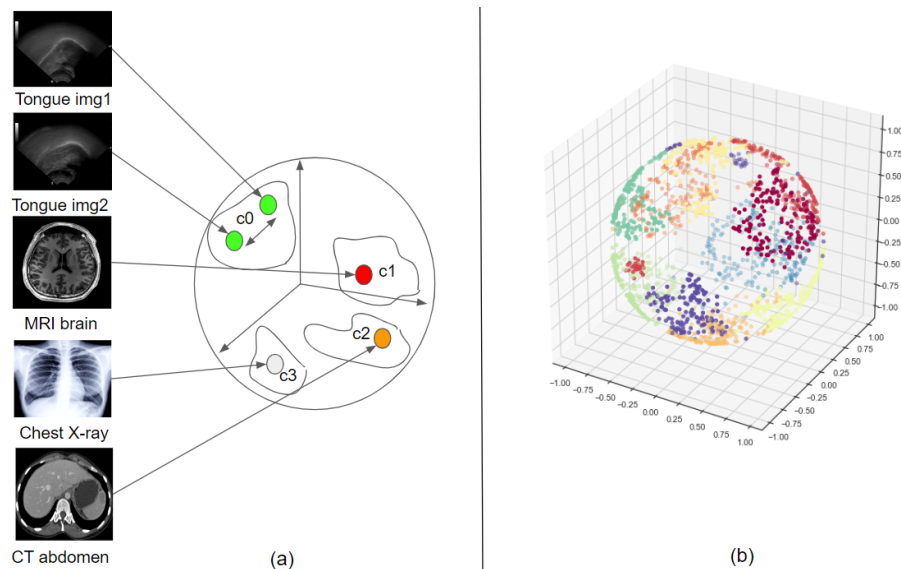 Tongue img1
Tongue img2
MRI brain
Chest X-ray
CT abdomen
c0
c1
c2
c3
(a)
1.00
0.75
0.50
0.25
0.00
−0.25
−0.50
−0.75
−1.00
−1.00
−0.75
−0.50
−0.25
0.00
0.25
0.50
0.75
1.00
1.00
0.75
0.50
0.25
0.00
−0.25
−0.50
−0.75
−1.00
(b)